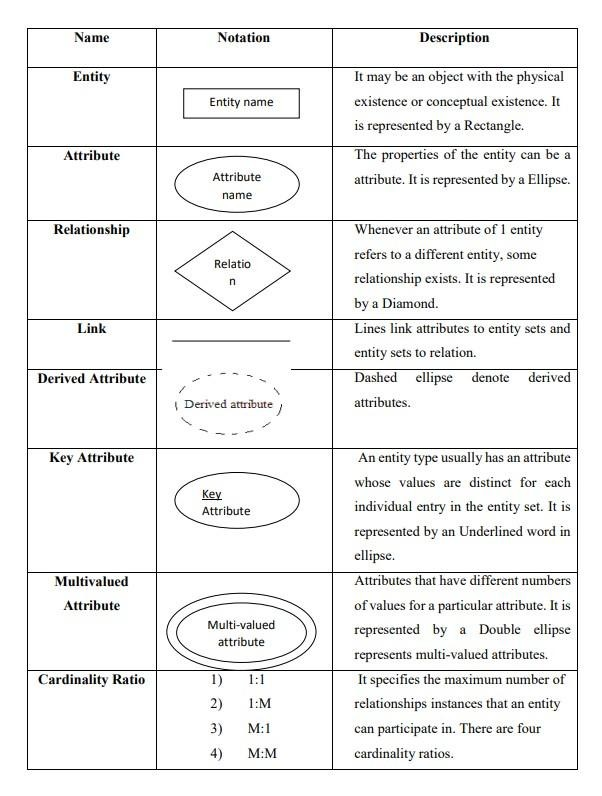 Name Notation Description
Entity
Entity name
It may be an object with the physical
existence or conceptual existence. It
is represented by a Rectangle.
Attribute
Attribute
name
The properties of the entity can be a
attribute. It is represented by a Ellipse.
Relationship
Relatio
n
Whenever an attribute of 1 entity
refers to a different entity, some
relationship exists. It is represented
by a Diamond.
Link
Lines link attributes to entity sets and
entity sets to relation.
Derived Attribute
Derived attribute
Dashed ellipse denote derived
attributes.
Key Attribute
Key
Attribute
An entity type usually has an attribute
whose values are distinct for each
individual entry in the entity set. It is
represented by an Underlined word in
ellipse.
Multivalued
Attribute
Multi-valued
attribute
Attributes that have different numbers
of values for a particular attribute. It is
represented by a Double ellipse
represents multi-valued attributes.
Cardinality Ratio
1) 1:1
2) 1:M
3) M:1
4) M:M
It specifies the maximum number of
relationships instances that an entity
can participate in. There are four
cardinality ratios.